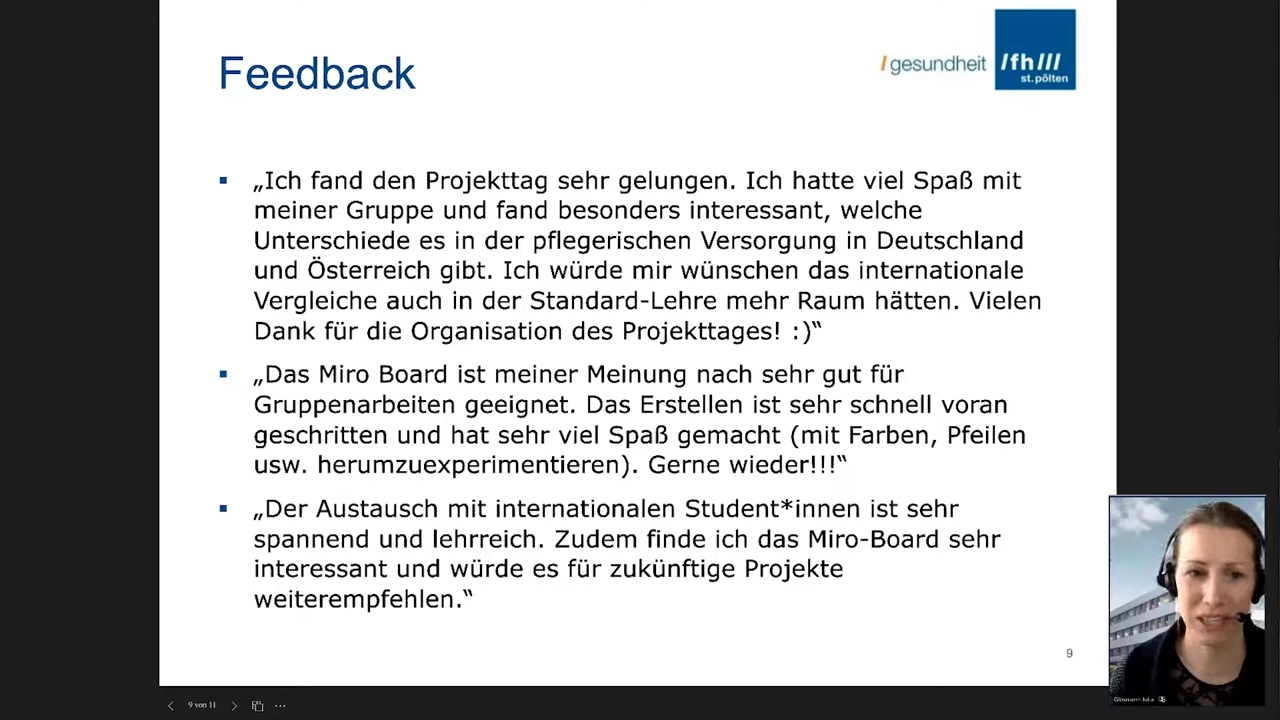 Feedback
/gesundheit
/fh///
st.pölten
▪ „Ich fand den Projekttag sehr gelungen. Ich hatte viel Spaß mit
meiner Gruppe und fand besonders interessant, welche
Unterschiede es in der pflegerischen Versorgung in Deutschland
und Österreich gibt. Ich würde mir wünschen das internationale
Vergleiche auch in der Standard-Lehre mehr Raum hätten. Vielen
Dank für die Organisation des Projekttages! :)“
▪ „Das Miro Board ist meiner Meinung nach sehr gut für
Gruppenarbeiten geeignet. Das Erstellen ist sehr schnell voran
geschritten und hat sehr viel Spaß gemacht (mit Farben, Pfeilen
usw. herumzuexperimentieren). Gerne wieder!!!“
▪ „Der Austausch mit internationalen Student*innen ist sehr
spannend und lehrreich. Zudem finde ich das Miro-Board sehr
interessant und würde es für zukünftige Projekte
weiterempfehlen.“
9
Glösmann Julia
9 von 11